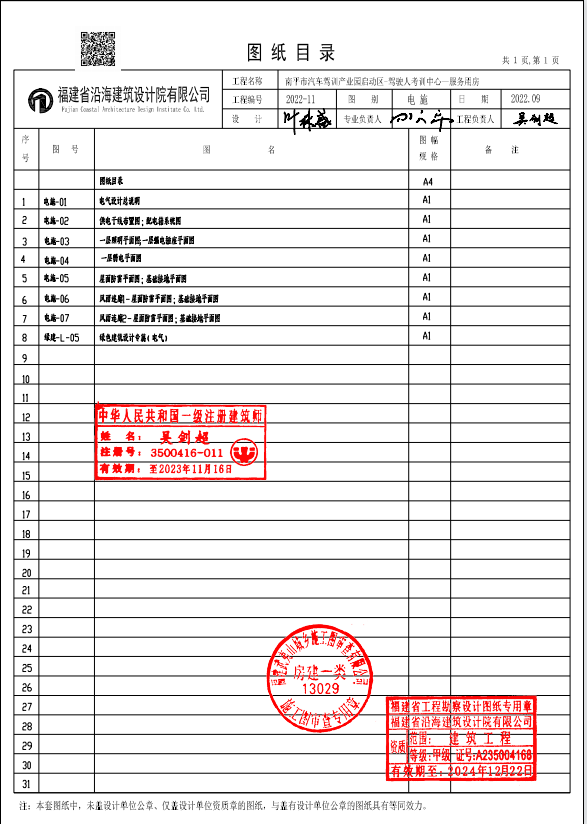 图纸目录
共 1 页, 第 1 页
福建省沿海建筑设计院有限公司
Fujian Coastal Architecture Design Institute Co. Ltd.
工程名称 南平市汽车驾训产业园启动区-驾驶人考训中心—服务用房
工程编号 2022-11 图 别 电 施 日 期 2022.09
设 计 专业负责人 工程负责人 吴剑超
序号 图 号 图 名 图幅规格 备 注
图纸目录 A4
1 电施-01 电气设计总说明 A1
2 电施-02 供电干线布置图；配电箱系统图 A1
3 电施-03 一层照明平面图；一层强电插座平面图 A1
4 电施-04 一层弱电平面图 A1
5 电施-05 屋面防雷平面图；基础接地平面图 A1
6 电施-06 风雨连廊1-屋面防雷平面图；基础接地平面图 A1
7 电施-07 风雨连廊2-屋面防雷平面图；基础接地平面图 A1
8 绿建-L-05 绿色建筑设计专篇(电气) A1
9
10
11
12
13
14
15
16
17
18
19
20
21
22
23
24
25
26
27
28
29
30
31
中华人民共和国一级注册建筑师
姓 名：吴剑超
注册号：3500416-011
有效期：至2023年11月16日
房建一类
13029
施工图审查专用章
福建省工程勘察设计图纸专用章
福建省沿海建筑设计院有限公司
资质 范围：建筑工程
等级：甲级 证号：A235004168
有效期至：2024年12月22日
注：本套图纸中，未盖设计单位公章、仅盖设计单位资质章的图纸，与盖有设计单位公章的图纸具有等同效力。